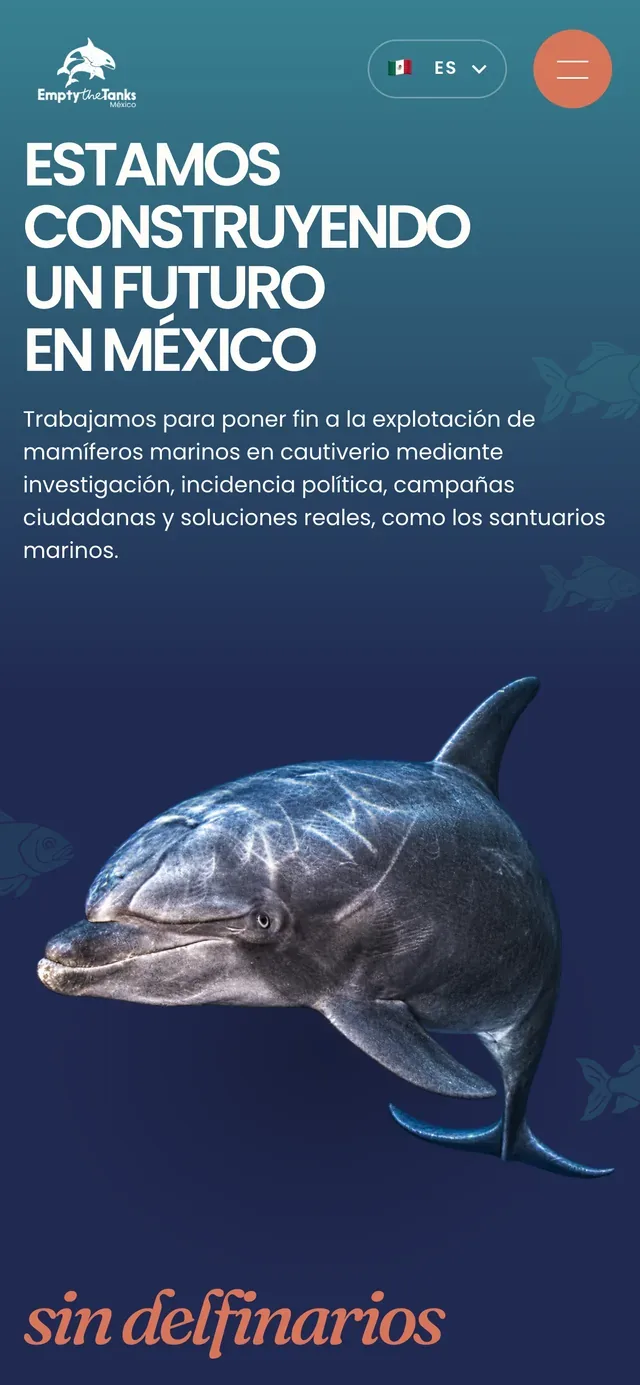 Empty the Tanks
México
ES
ESTAMOS
CONSTRUYENDO
UN FUTURO
EN MÉXICO
Trabajamos para poner fin a la explotación de
mamíferos marinos en cautiverio mediante
investigación, incidencia política, campañas
ciudadanas y soluciones reales, como los santuarios
marinos.
sin delfinarios